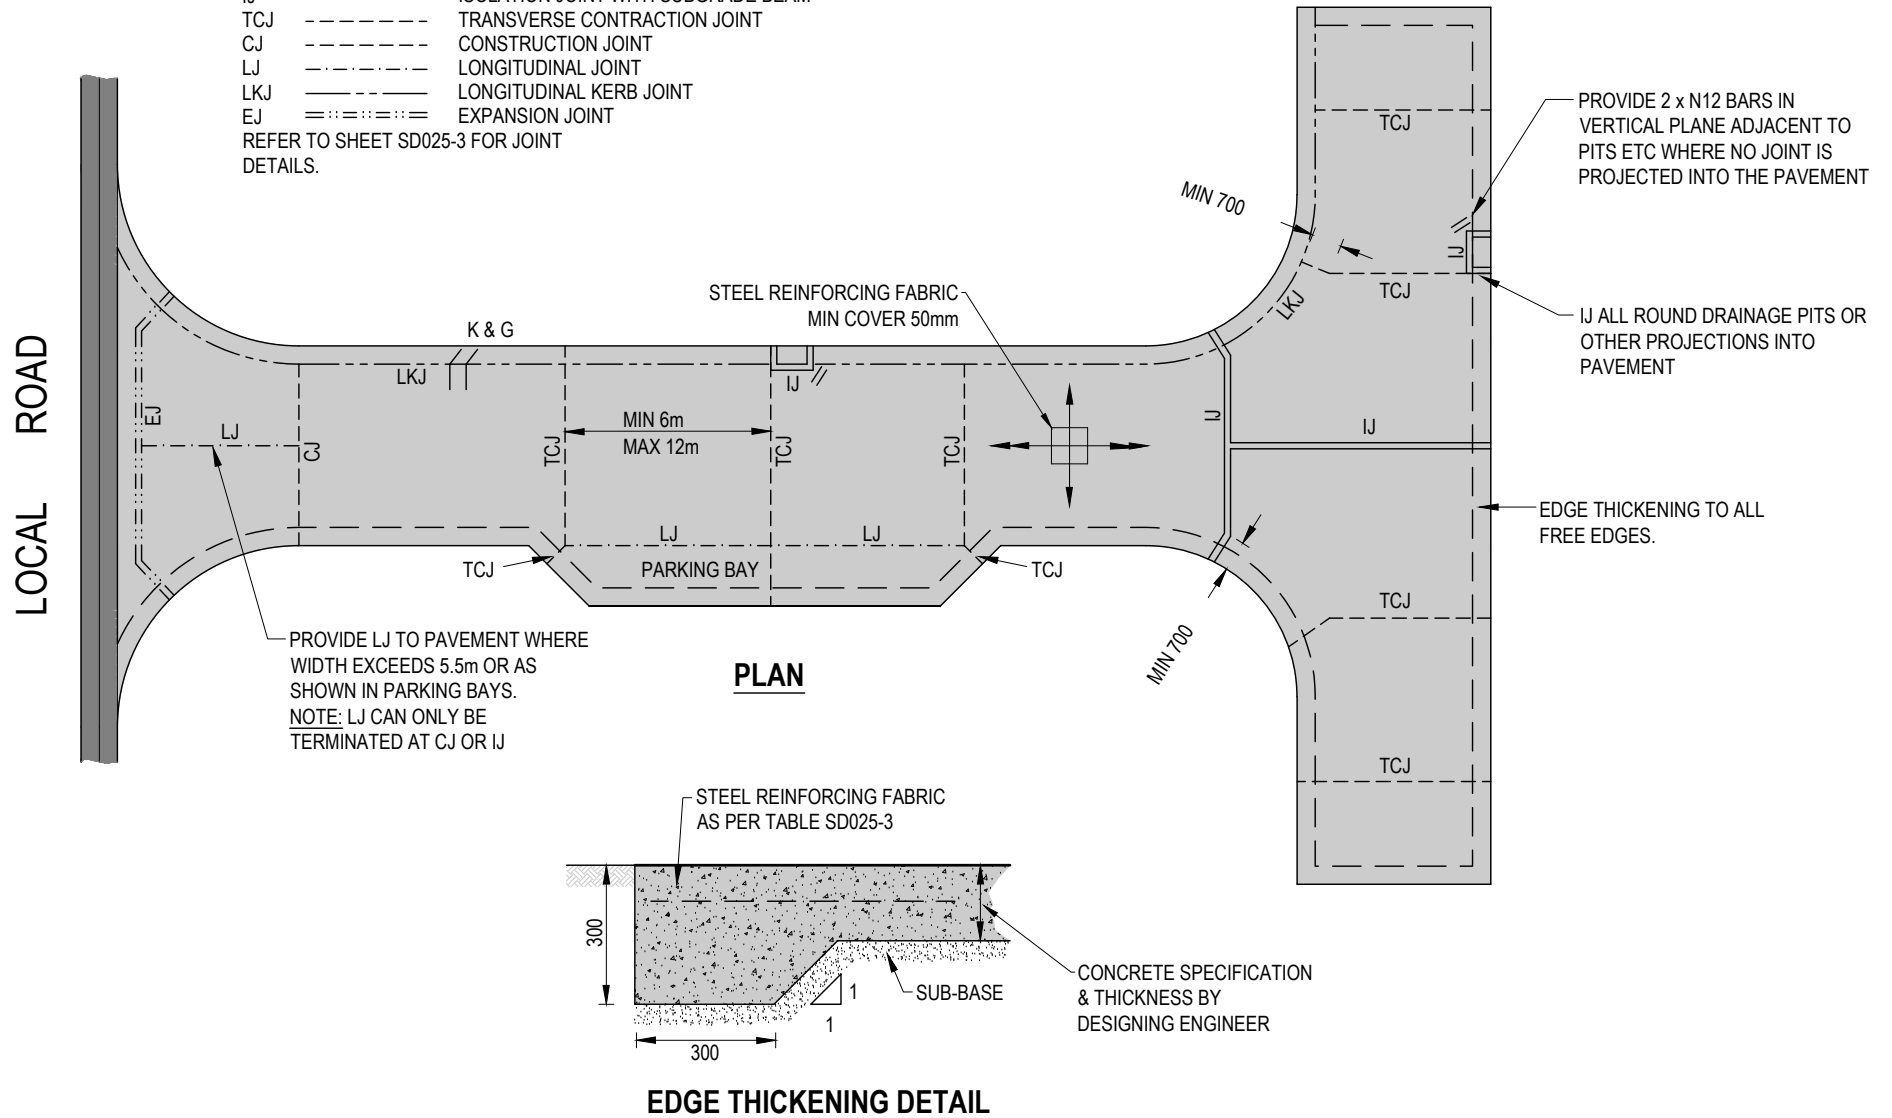 IJ ISOLATION JOINT WITH SUBGRADE BEAM
TCJ TRANSVERSE CONTRACTION JOINT
CJ CONSTRUCTION JOINT
LJ LONGITUDINAL JOINT
LKJ LONGITUDINAL KERB JOINT
EJ EXPANSION JOINT
REFER TO SHEET SD025-3 FOR JOINT
DETAILS.
LOCAL ROAD
PROVIDE 2 x N12 BARS IN
VERTICAL PLANE ADJACENT TO
PITS ETC WHERE NO JOINT IS
PROJECTED INTO THE PAVEMENT
TCJ
MIN 700
IJ
TCJ
LKJ
IJ ALL ROUND DRAINAGE PITS OR
OTHER PROJECTIONS INTO
PAVEMENT
STEEL REINFORCING FABRIC
MIN COVER 50mm
K & G
LKJ
IJ
EJ
LJ
CJ
TCJ
MIN 6m
MAX 12m
TCJ
TCJ
IJ
IJ
EDGE THICKENING TO ALL
FREE EDGES.
LJ
LJ
TCJ
PARKING BAY
TCJ
TCJ
MIN 700
PROVIDE LJ TO PAVEMENT WHERE
WIDTH EXCEEDS 5.5m OR AS
SHOWN IN PARKING BAYS.
NOTE: LJ CAN ONLY BE
TERMINATED AT CJ OR IJ
PLAN
TCJ
STEEL REINFORCING FABRIC
AS PER TABLE SD025-3
300
300
1
1
SUB-BASE
CONCRETE SPECIFICATION
& THICKNESS BY
DESIGNING ENGINEER
EDGE THICKENING DETAIL